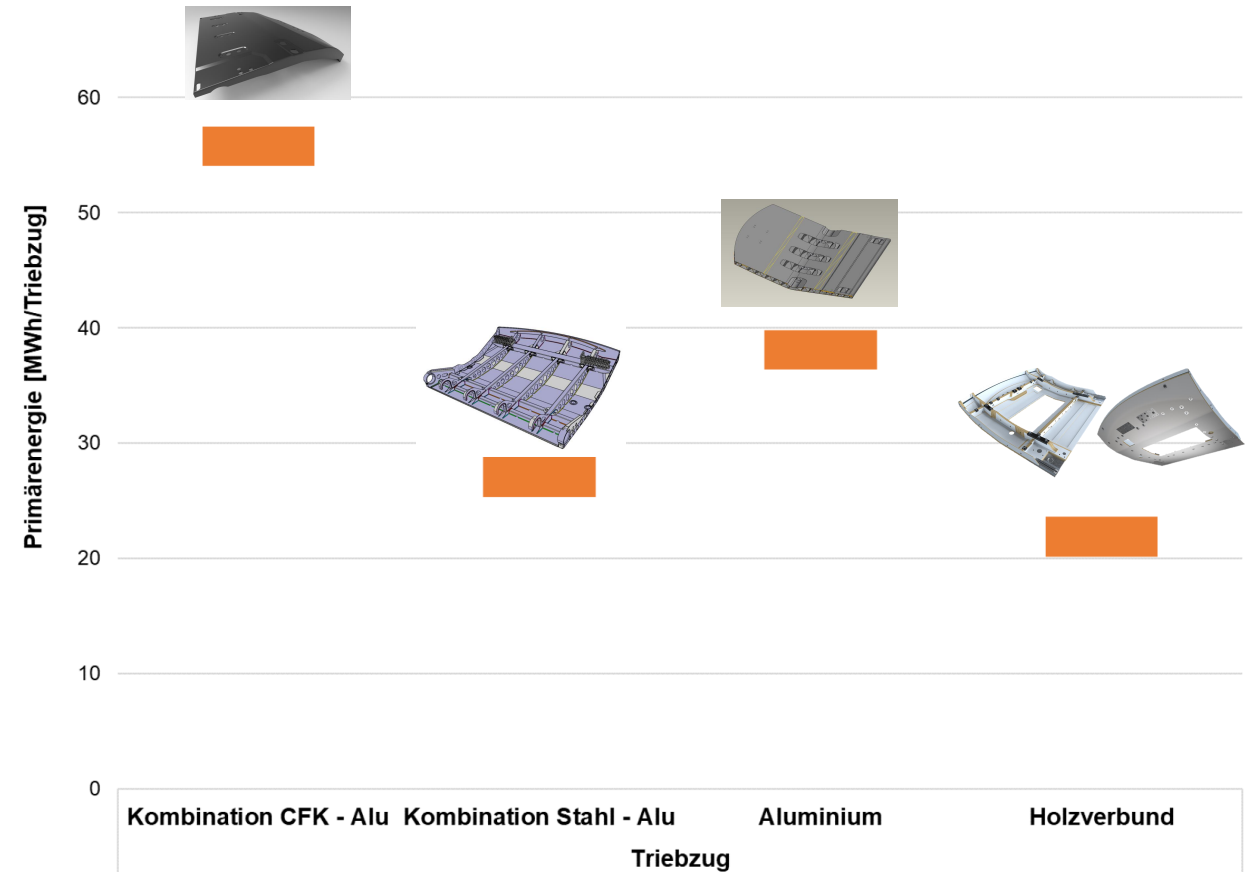 Primärenergie [MWh/Triebzug]
60
50
40
30
20
10
0
Kombination CFK - Alu
Kombination Stahl - Alu
Aluminium
Holzverbund
Triebzug